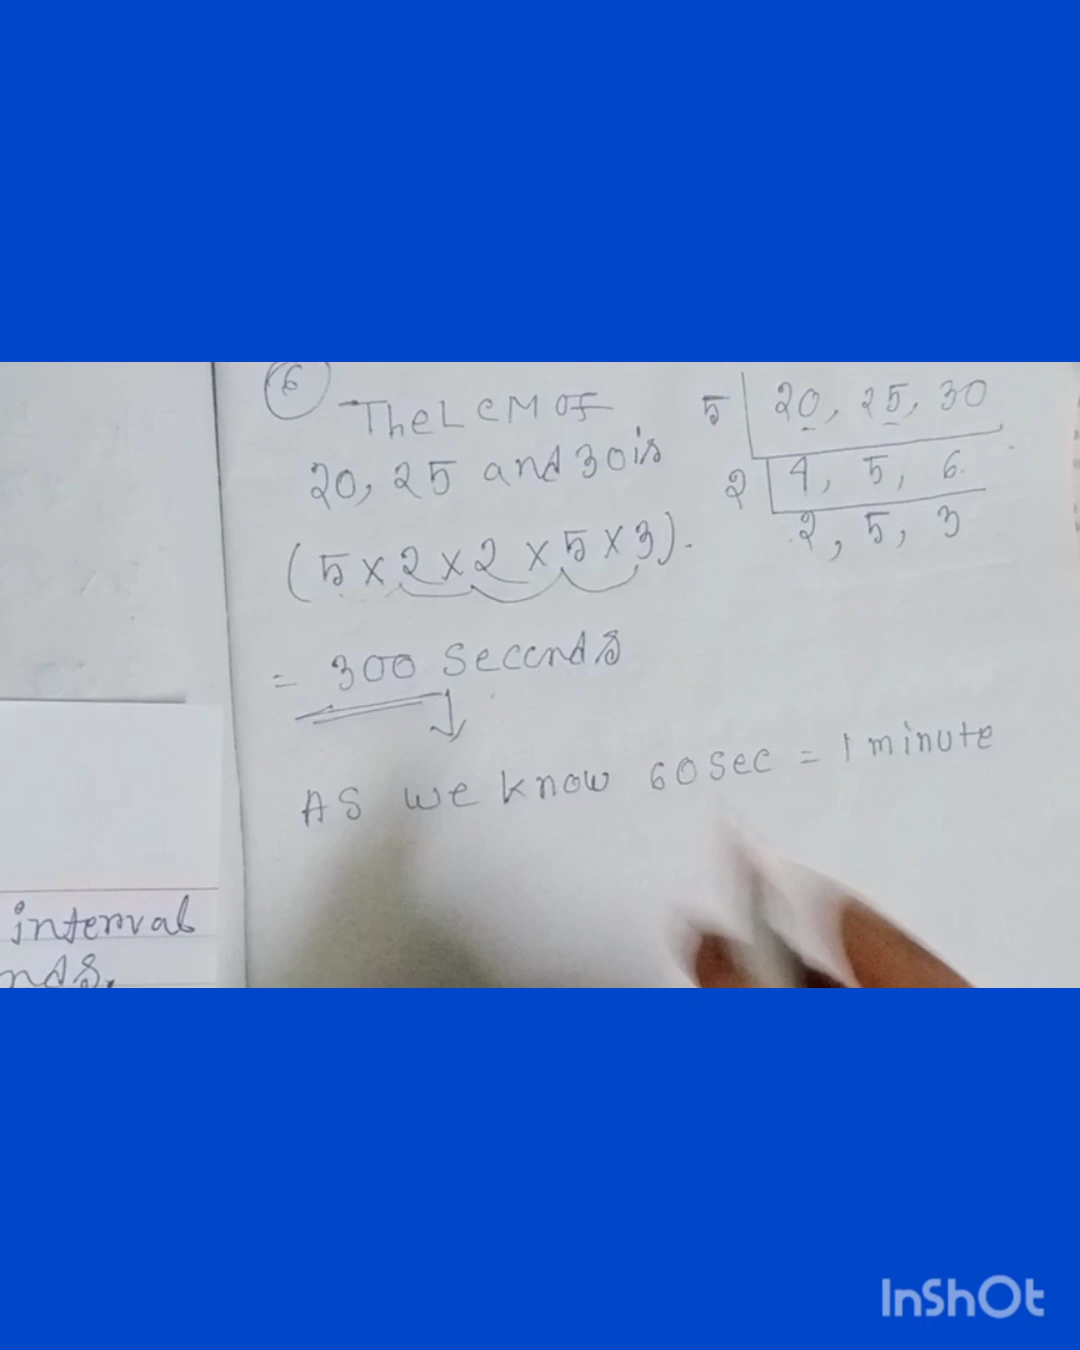 6
The LCM OF
20, 25 and 30 is
(5×2×2×5×3).
= 300 Seconds
AS we know 60 sec = 1 minute
5 20, 25, 30
2 4, 5, 6.
2, 5, 3
interval
nds.
InShOt